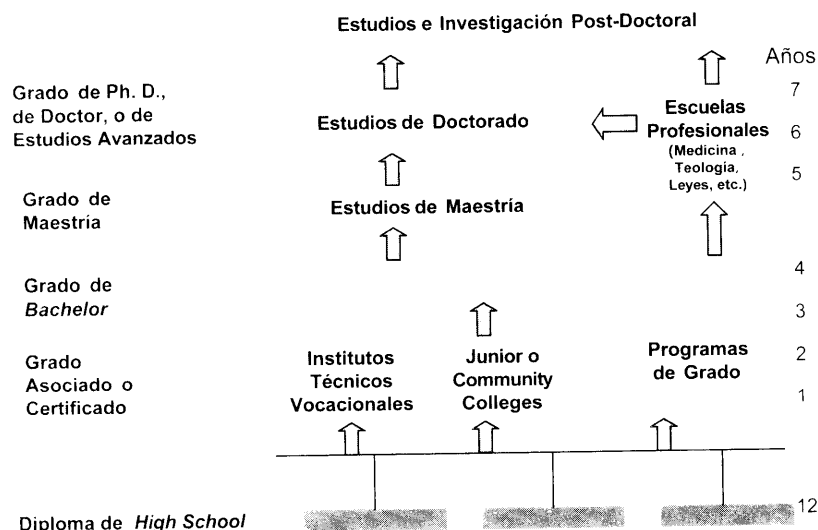 Estudios e Investigación Post-Doctoral
Años
Grado de Ph. D.,
de Doctor, o de
Estudios Avanzados
Estudios de Doctorado
Escuelas
Profesionales
(Medicina ,
Teología,
Leyes, etc.)
7
6
5
Grado de
Maestría
Estudios de Maestría
Grado de
Bachelor
4
3
Grado
Asociado o
Certificado
Institutos
Técnicos
Vocacionales
Junior o
Community
Colleges
Programas
de Grado
2
1
Diploma de High School
12